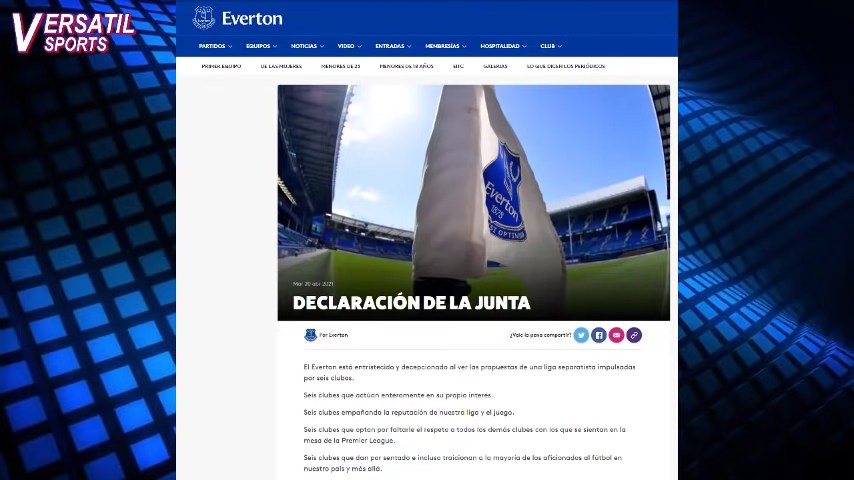 VERSATIL
SPORTS
Everton
PARTIDOS EQUIPOS NOTICIAS VIDEO ENTRADAS MEMBRESÍAS HOSPITALIDAD CLUB
PRIMER EQUIPO DE LAS MUJERES MENORES DE 23 MENORES DE 18 AÑOS EITC GALERÍAS LO QUE DICEN LOS PERIÓDICOS
Everton
1878
Mar 20 abr 2021
DECLARACIÓN DE LA JUNTA
Por Everton ¿Vale la pena compartir?
El Everton está entristecido y decepcionado al ver las propuestas de una liga separatista impulsadas
por seis clubes.
Seis clubes que actúan enteramente en su propio interés.
Seis clubes empañando la reputación de nuestra liga y el juego.
Seis clubes que optan por faltarle el respeto a todos los demás clubes con los que se sientan en la
mesa de la Premier League.
Seis clubes que dan por sentado e incluso traicionan a la mayoría de los aficionados al fútbol en
nuestro país y más allá.